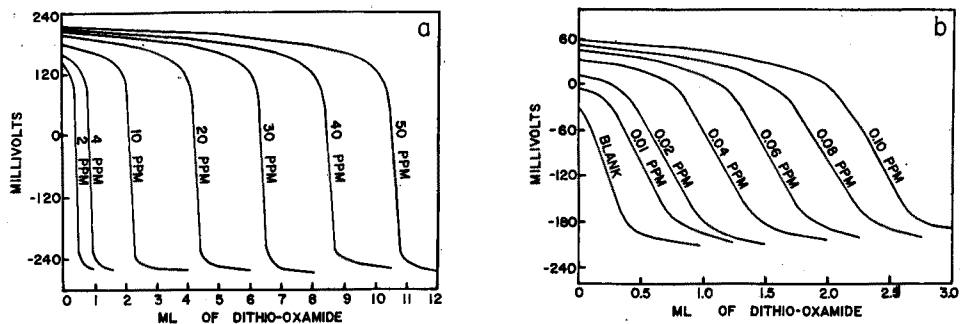 240
120
0
-120
-240
MILLIVOLTS
a
2 PPM
4 PPM
10 PPM
20 PPM
30 PPM
40 PPM
50 PPM
0 1 2 3 4 5 6 7 8 9 10 11 12
ML OF DITHIO-OXAMIDE
60
0
-60
-120
-180
-240
MILLIVOLTS
b
BLANK
0.01 PPM
0.02 PPM
0.04 PPM
0.06 PPM
0.08 PPM
0.10 PPM
0 0.5 1.0 1.5 2.0 2.5 3.0
ML OF DITHIO-OXAMIDE